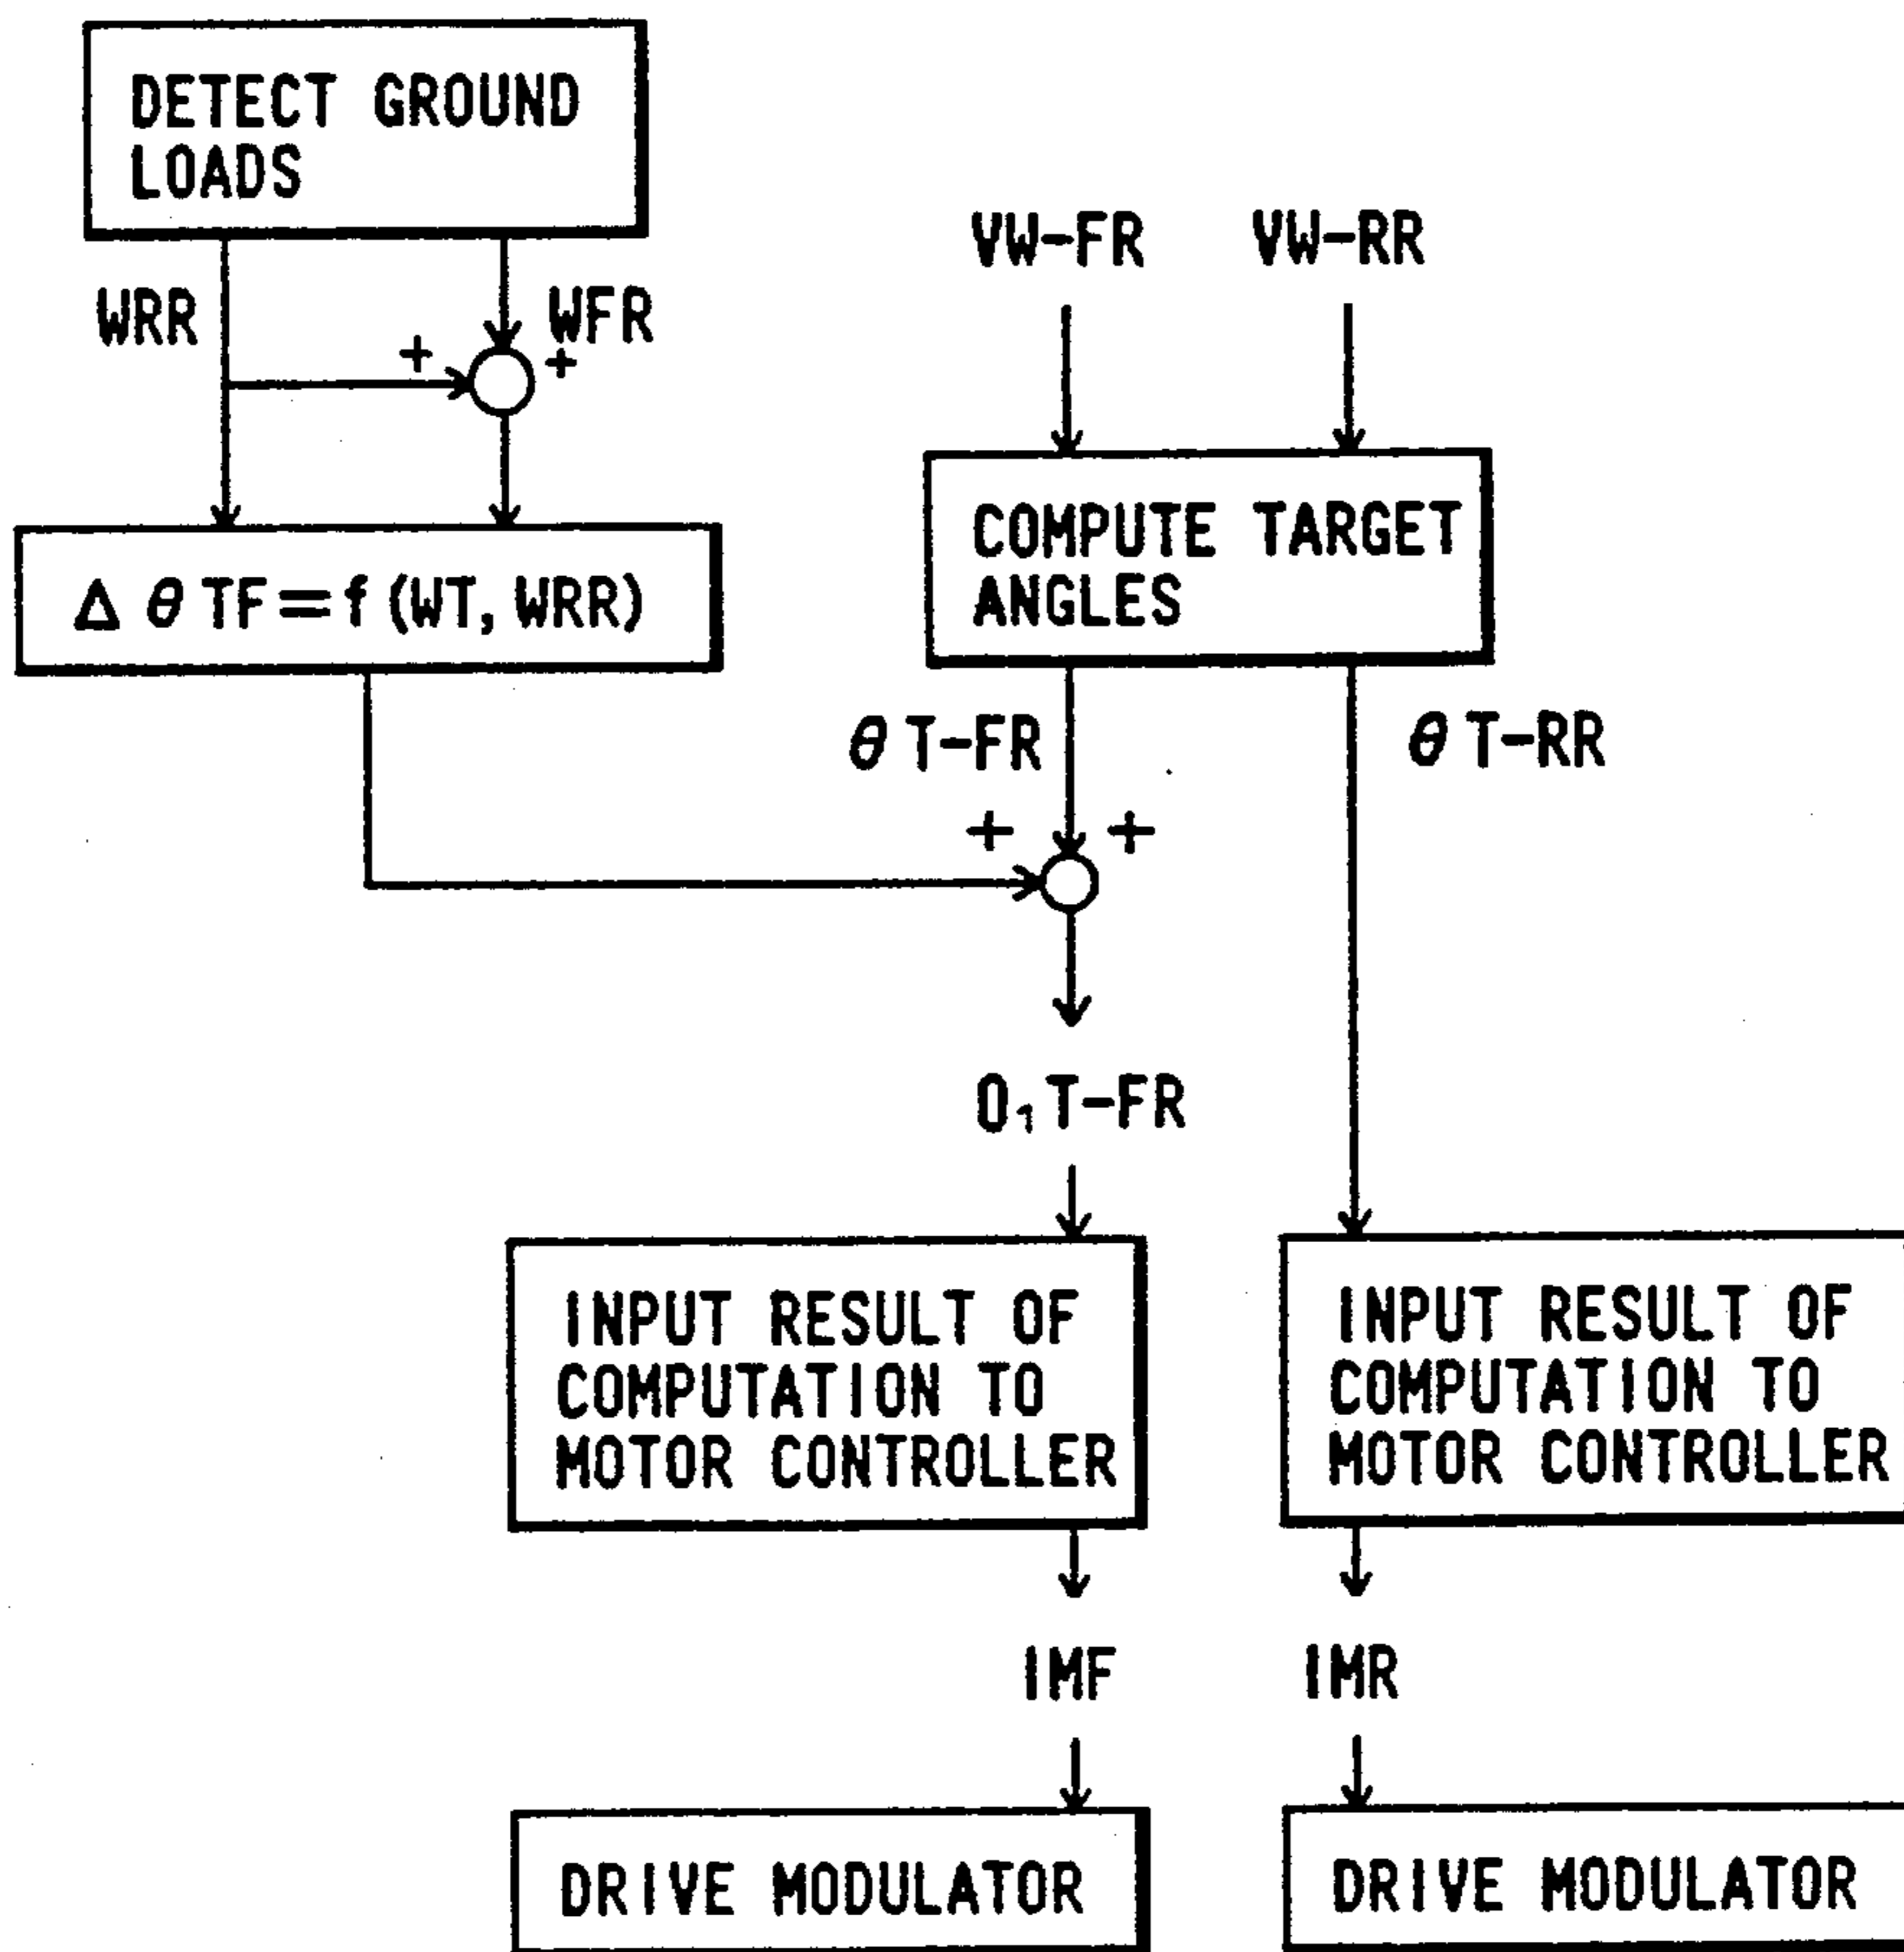 DETECT GROUND
LOADS
VW-FR
VW-RR
WRR
WFR
+
+
COMPUTE TARGET
ANGLES
Δ θ TF=f(WT, WRR)
θ T-FR
θ T-RR
+
+
O₁T-FR
INPUT RESULT OF
COMPUTATION TO
MOTOR CONTROLLER
INPUT RESULT OF
COMPUTATION TO
MOTOR CONTROLLER
IMF
IMR
DRIVE MODULATOR
DRIVE MODULATOR